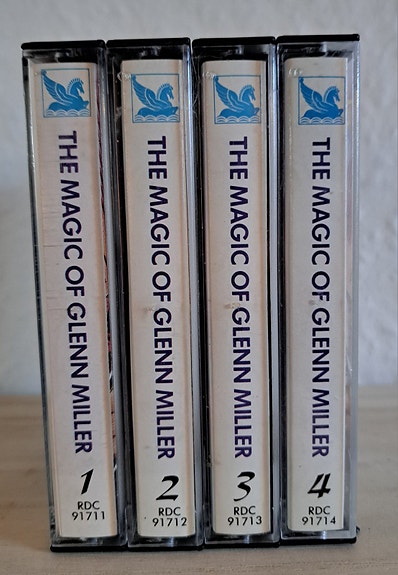 THE MAGIC OF GLENN MILLER
1
RDC
91711
THE MAGIC OF GLENN MILLER
2
RDC
91712
THE MAGIC OF GLENN MILLER
3
RDC
91713
THE MAGIC OF GLENN MILLER
4
RDC
91714